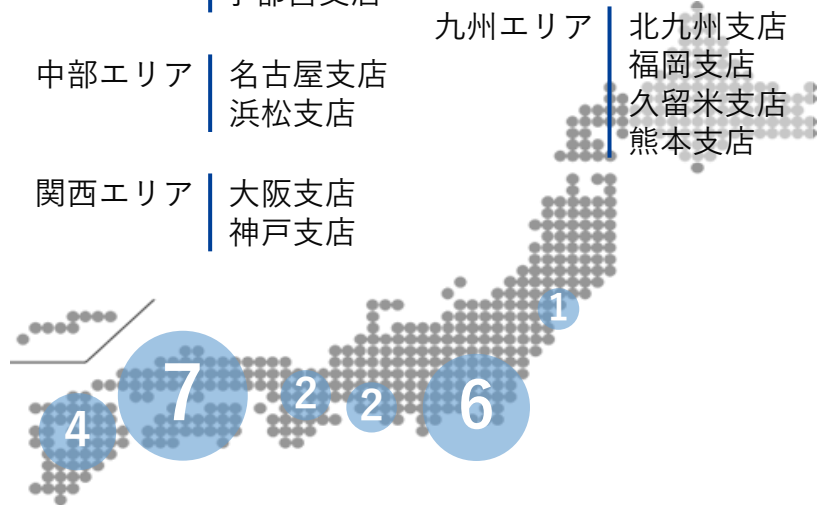 中部エリア
名古屋支店
浜松支店
関西エリア
大阪支店
神戸支店
九州エリア
北九州支店
福岡支店
久留米支店
熊本支店
1
7
2
2
6
4